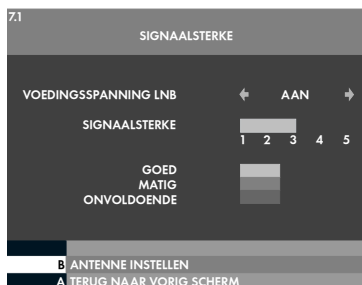 7.1
SIGNAALSTERKE
VOEDINGSSPANNING LNB AAN
SIGNAALSTERKE
1 2 3 4 5
GOED
MATIG
ONVOLDOENDE
B ANTENNE INSTELLEN
A TERUG NAAR VORIG SCHERM